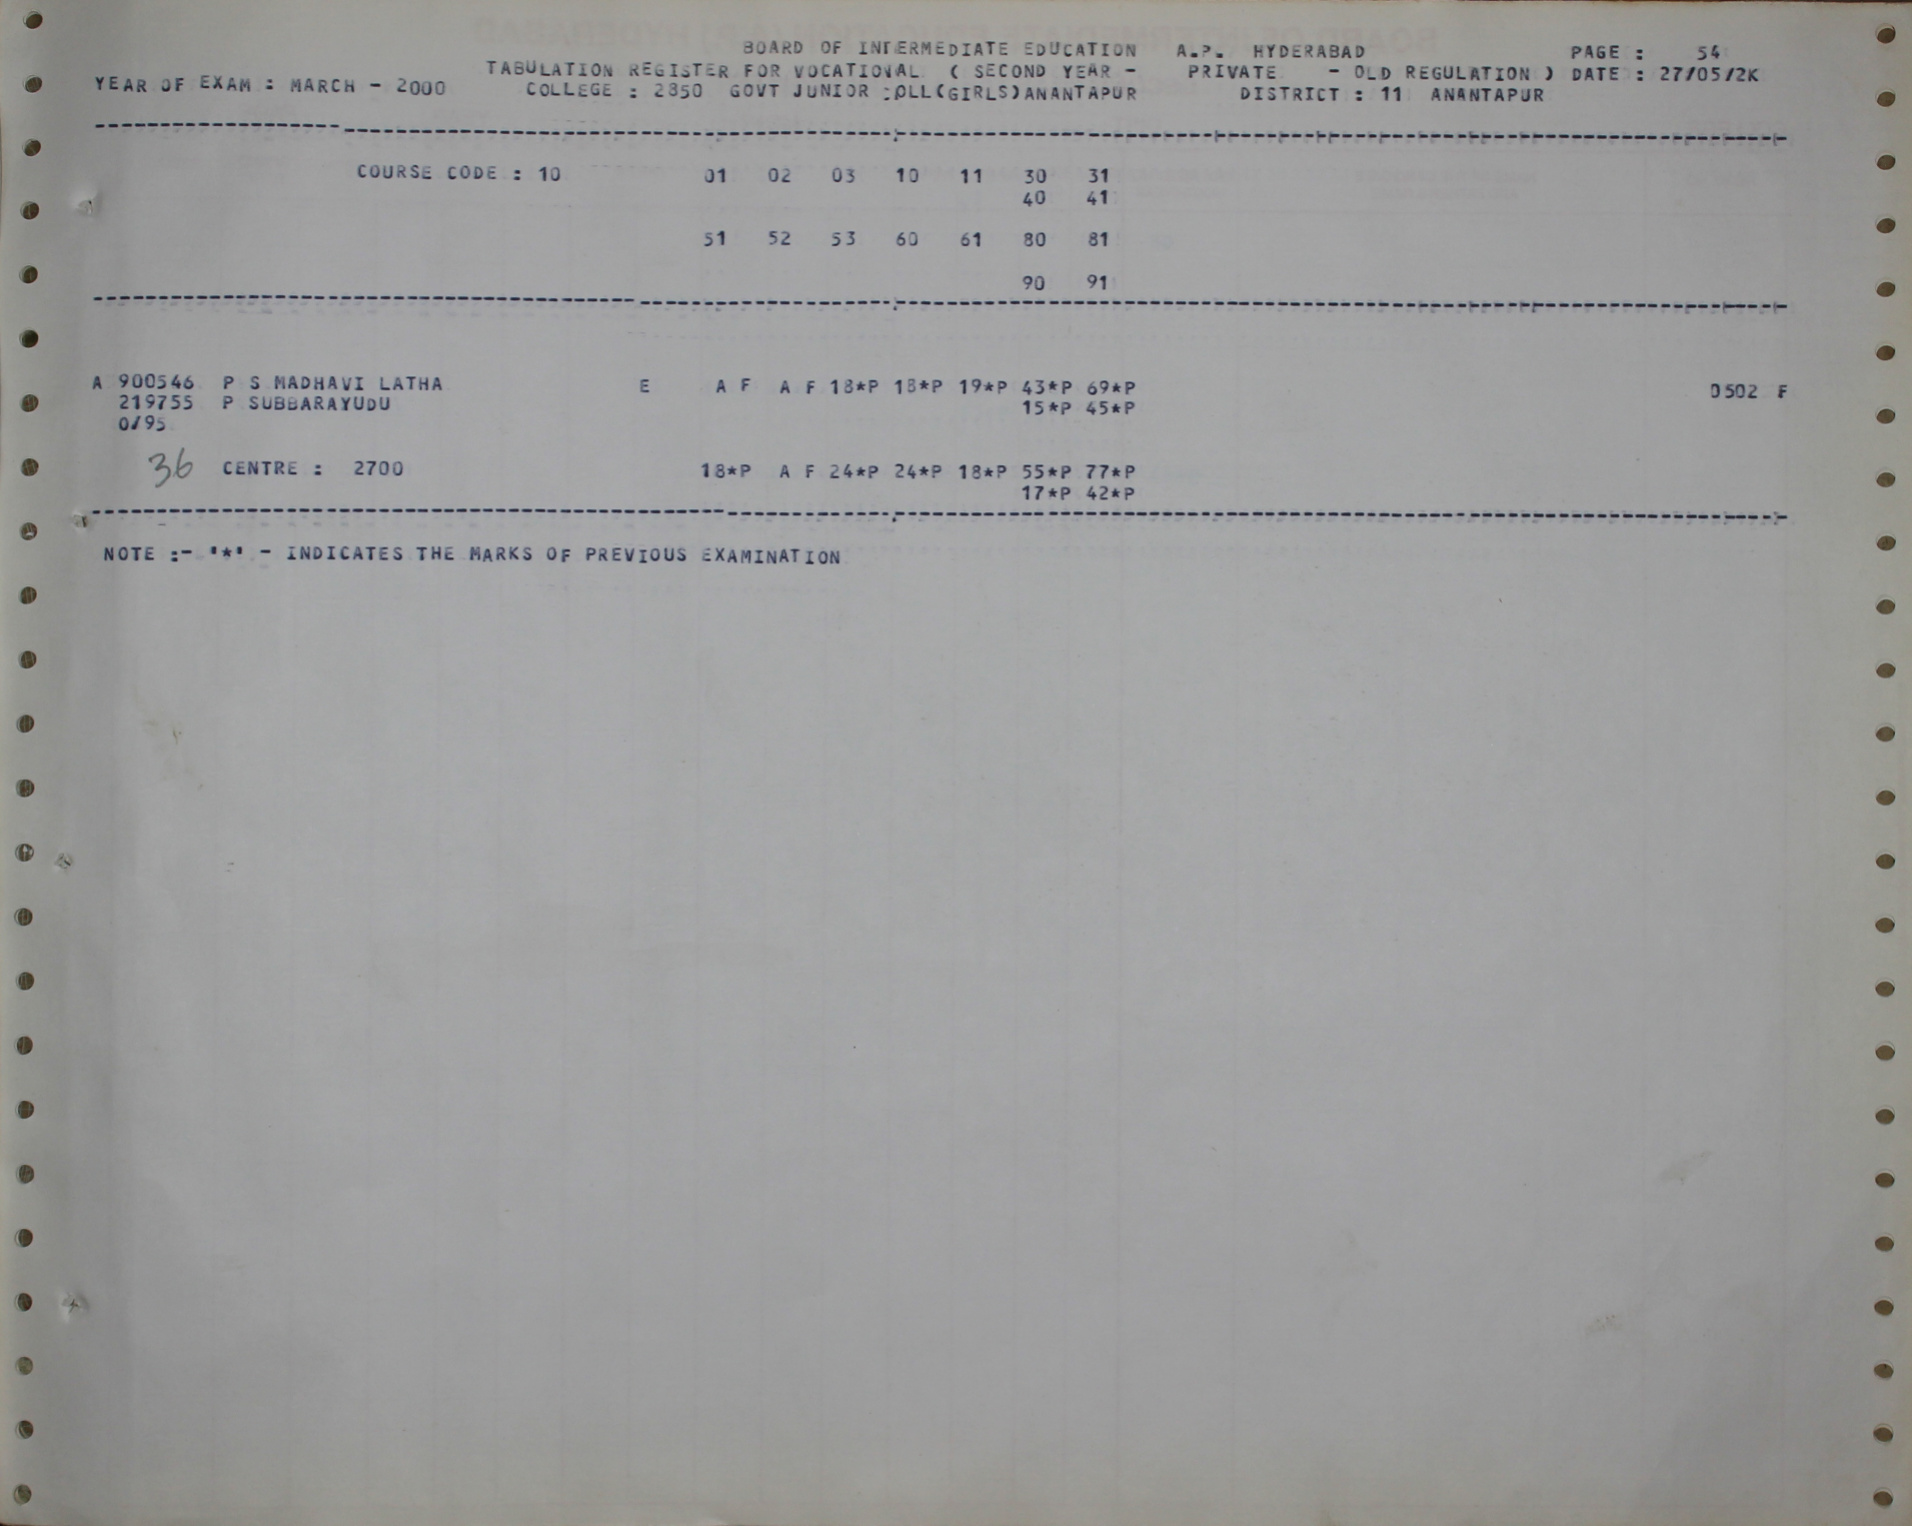 BOARD OF INTERMEDIATE EDUCATION A.P. HYDERABAD PAGE : 54
TABULATION REGISTER FOR VOCATIONAL ( SECOND YEAR - PRIVATE - OLD REGULATION ) DATE : 27/05/2K
YEAR OF EXAM : MARCH - 2000 COLLEGE : 2850 GOVT JUNIOR COLL(GIRLS)ANANTAPUR DISTRICT : 11 ANANTAPUR
COURSE CODE : 10 01 02 03 10 11 30 31
40 41
51 52 53 60 61 80 81
90 91
A 900546 P S MADHAVI LATHA E A F A F 18*P 18*P 19*P 43*P 69*P 0502 F
219755 P SUBBARAYUDU 15*P 45*P
0/95
36 CENTRE : 2700 18*P A F 24*P 24*P 18*P 55*P 77*P
17*P 42*P
NOTE :- '*' - INDICATES THE MARKS OF PREVIOUS EXAMINATION